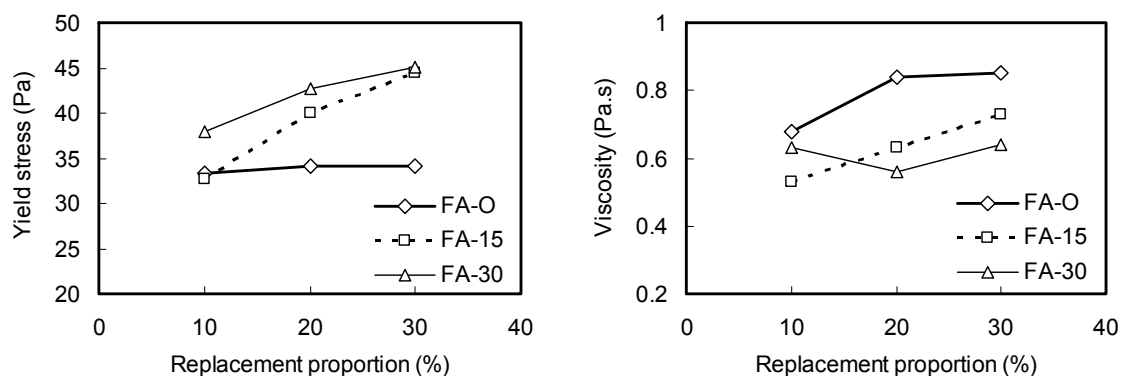 50
45
40
35
30
25
20
0 10 20 30 40
Yield stress (Pa)
Replacement proportion (%)
FA-O
FA-15
FA-30
1
0.8
0.6
0.4
0.2
0 10 20 30 40
Viscosity (Pa.s)
Replacement proportion (%)
FA-O
FA-15
FA-30